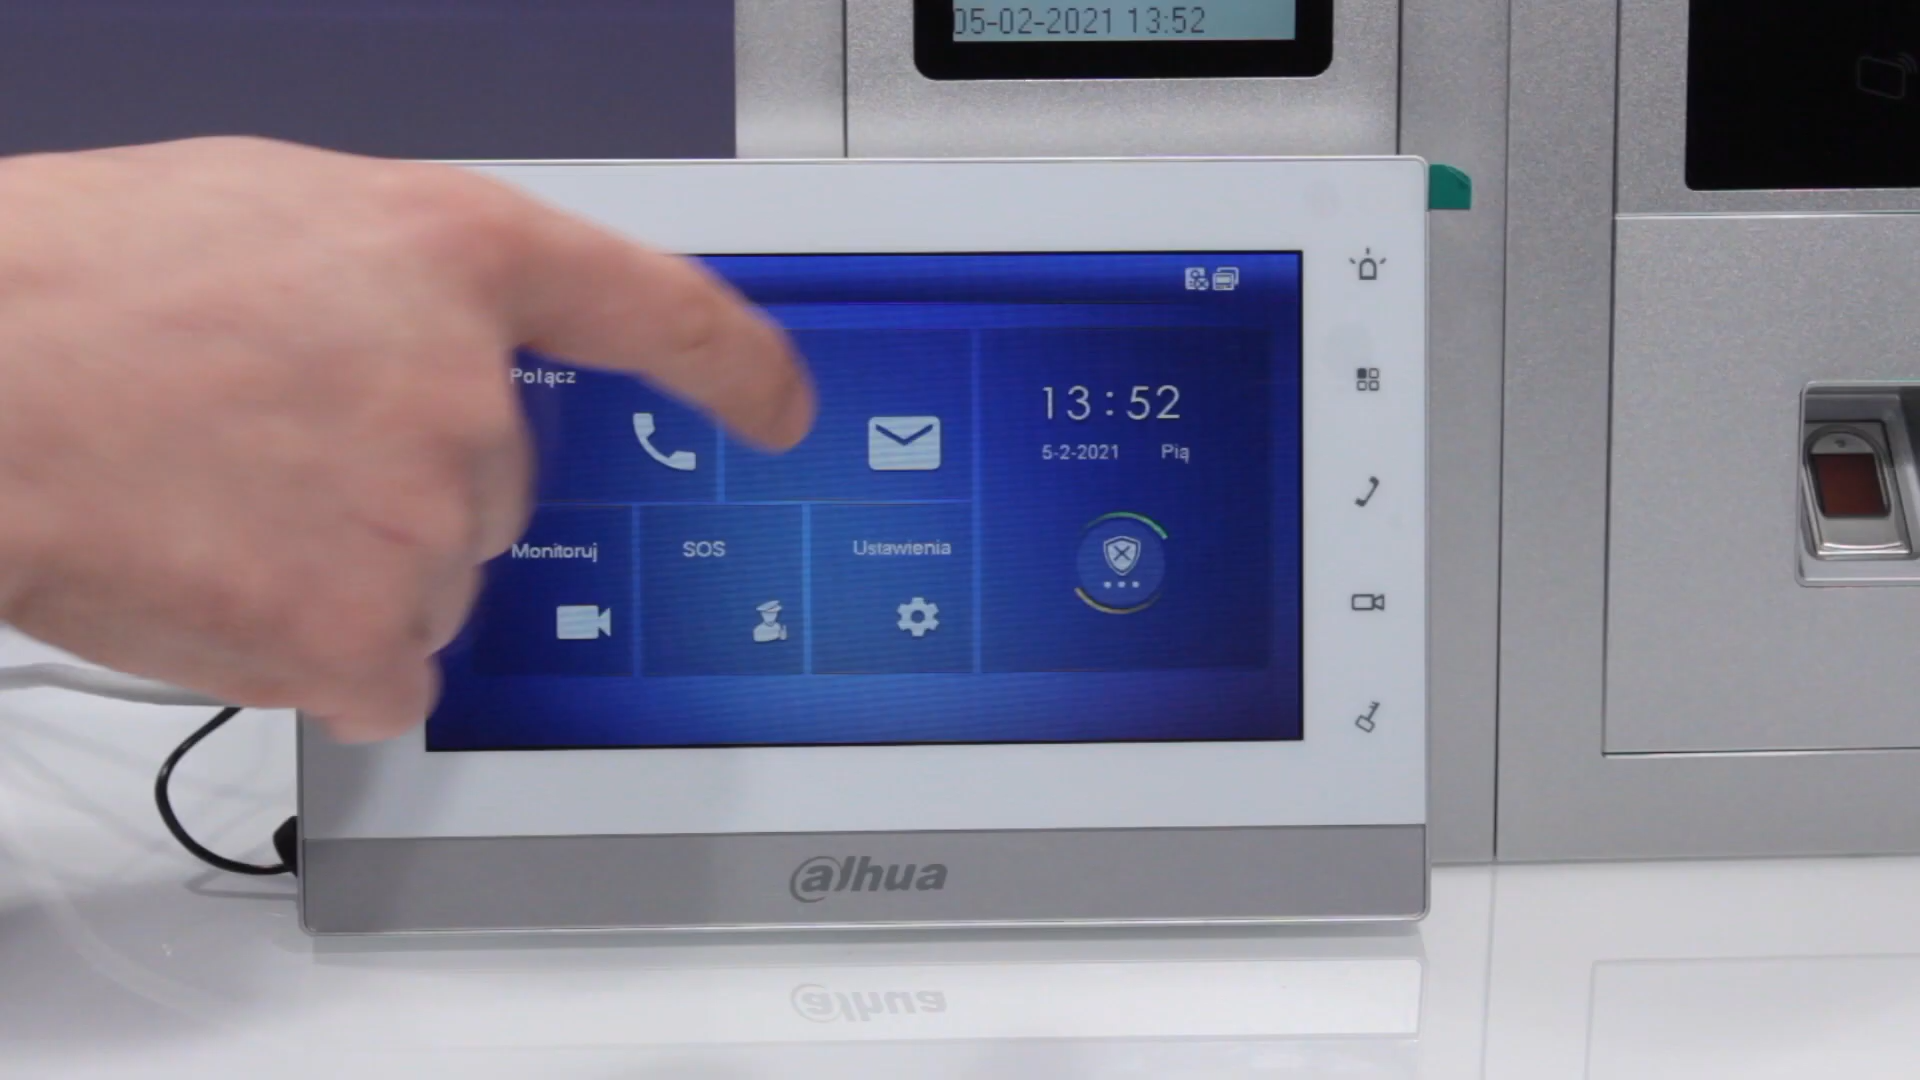 05-02-2021 13:52
Połącz
13:52
5-2-2021 Pią
Monitoruj
SOS
Ustawienia
alhua